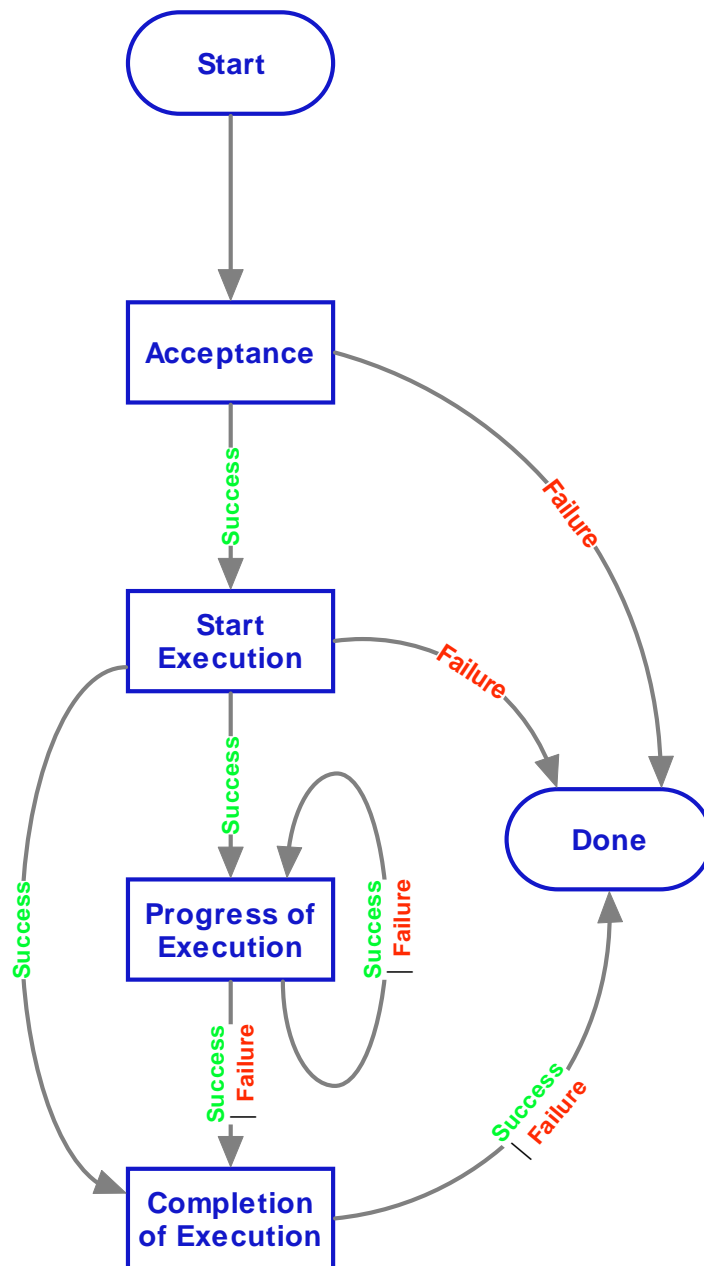 Start
Acceptance
Success
Failure
Start
Execution
Failure
Success
Success
Done
Progress of
Execution
Success
| Failure
Success
| Failure
Success
| Failure
Completion
of Execution